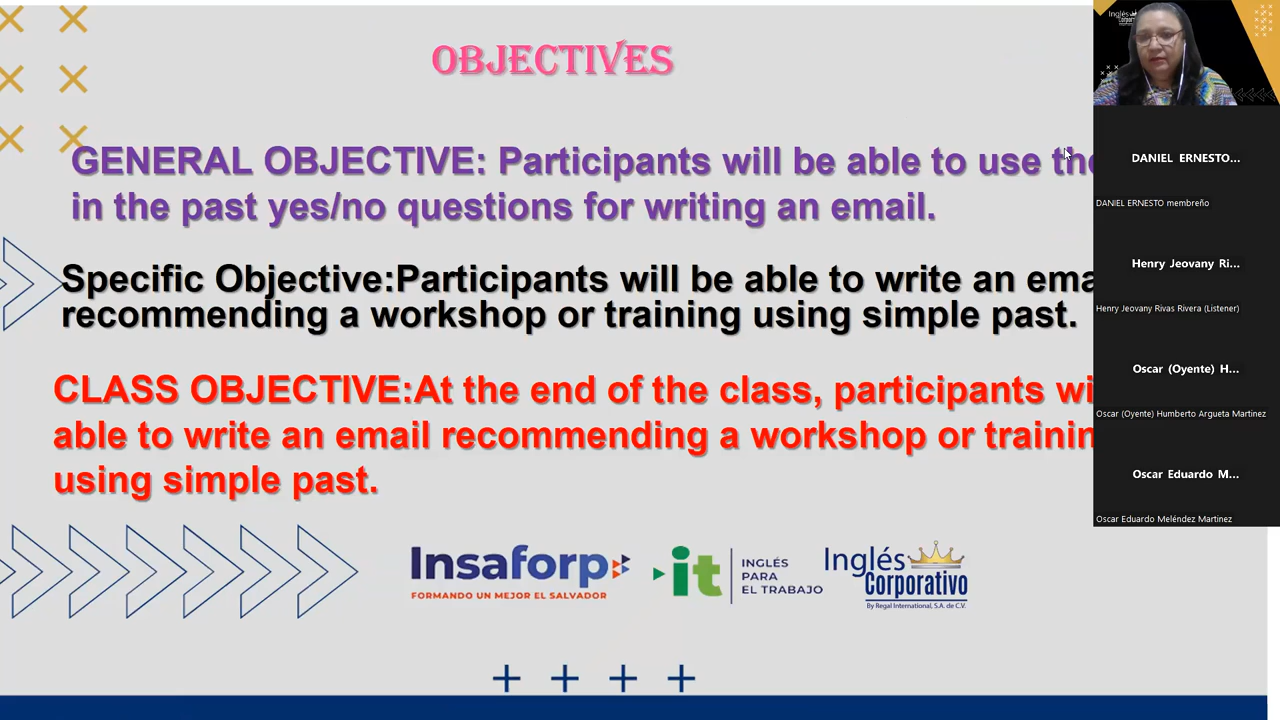 OBJECTIVES
GENERAL OBJECTIVE: Participants will be able to use the
in the past yes/no questions for writing an email.
Specific Objective:Participants will be able to write an
recommending a workshop or training using simple past.
CLASS OBJECTIVE:At the end of the class, participants
able to write an email recommending a workshop or
using simple past.
Insaforp
FORMANDO UN MEJOR EL SALVADOR
it
INGLÉS
PARA
EL TRABAJO
Inglés
Corporativo
By Regal International, S.A. de C.V.
Inglés
DANIEL ERNESTO...
DANIEL ERNESTO membreño
Henry Jeovany Ri...
Henry Jeovany Rivas Rivera (Listener)
Oscar (Oyente) H...
Oscar (Oyente) Humberto Argueta Martinez
Oscar Eduardo M...
Oscar Eduardo Meléndez Martinez